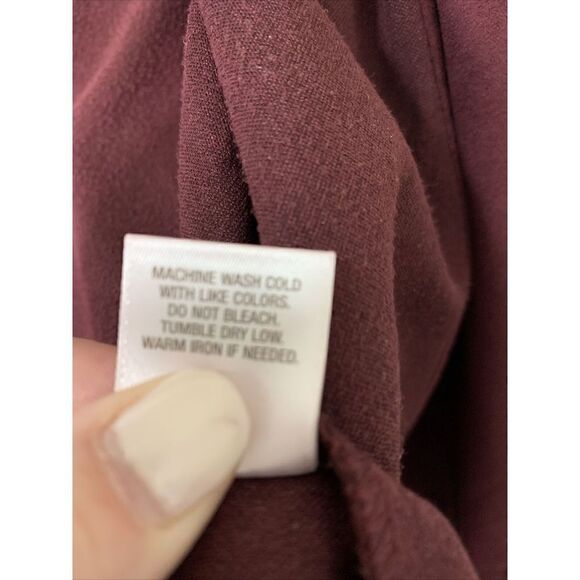 MACHINE WASH COLD
WITH LIKE COLORS.
DO NOT BLEACH.
TUMBLE DRY LOW.
WARM IRON IF NEEDED.